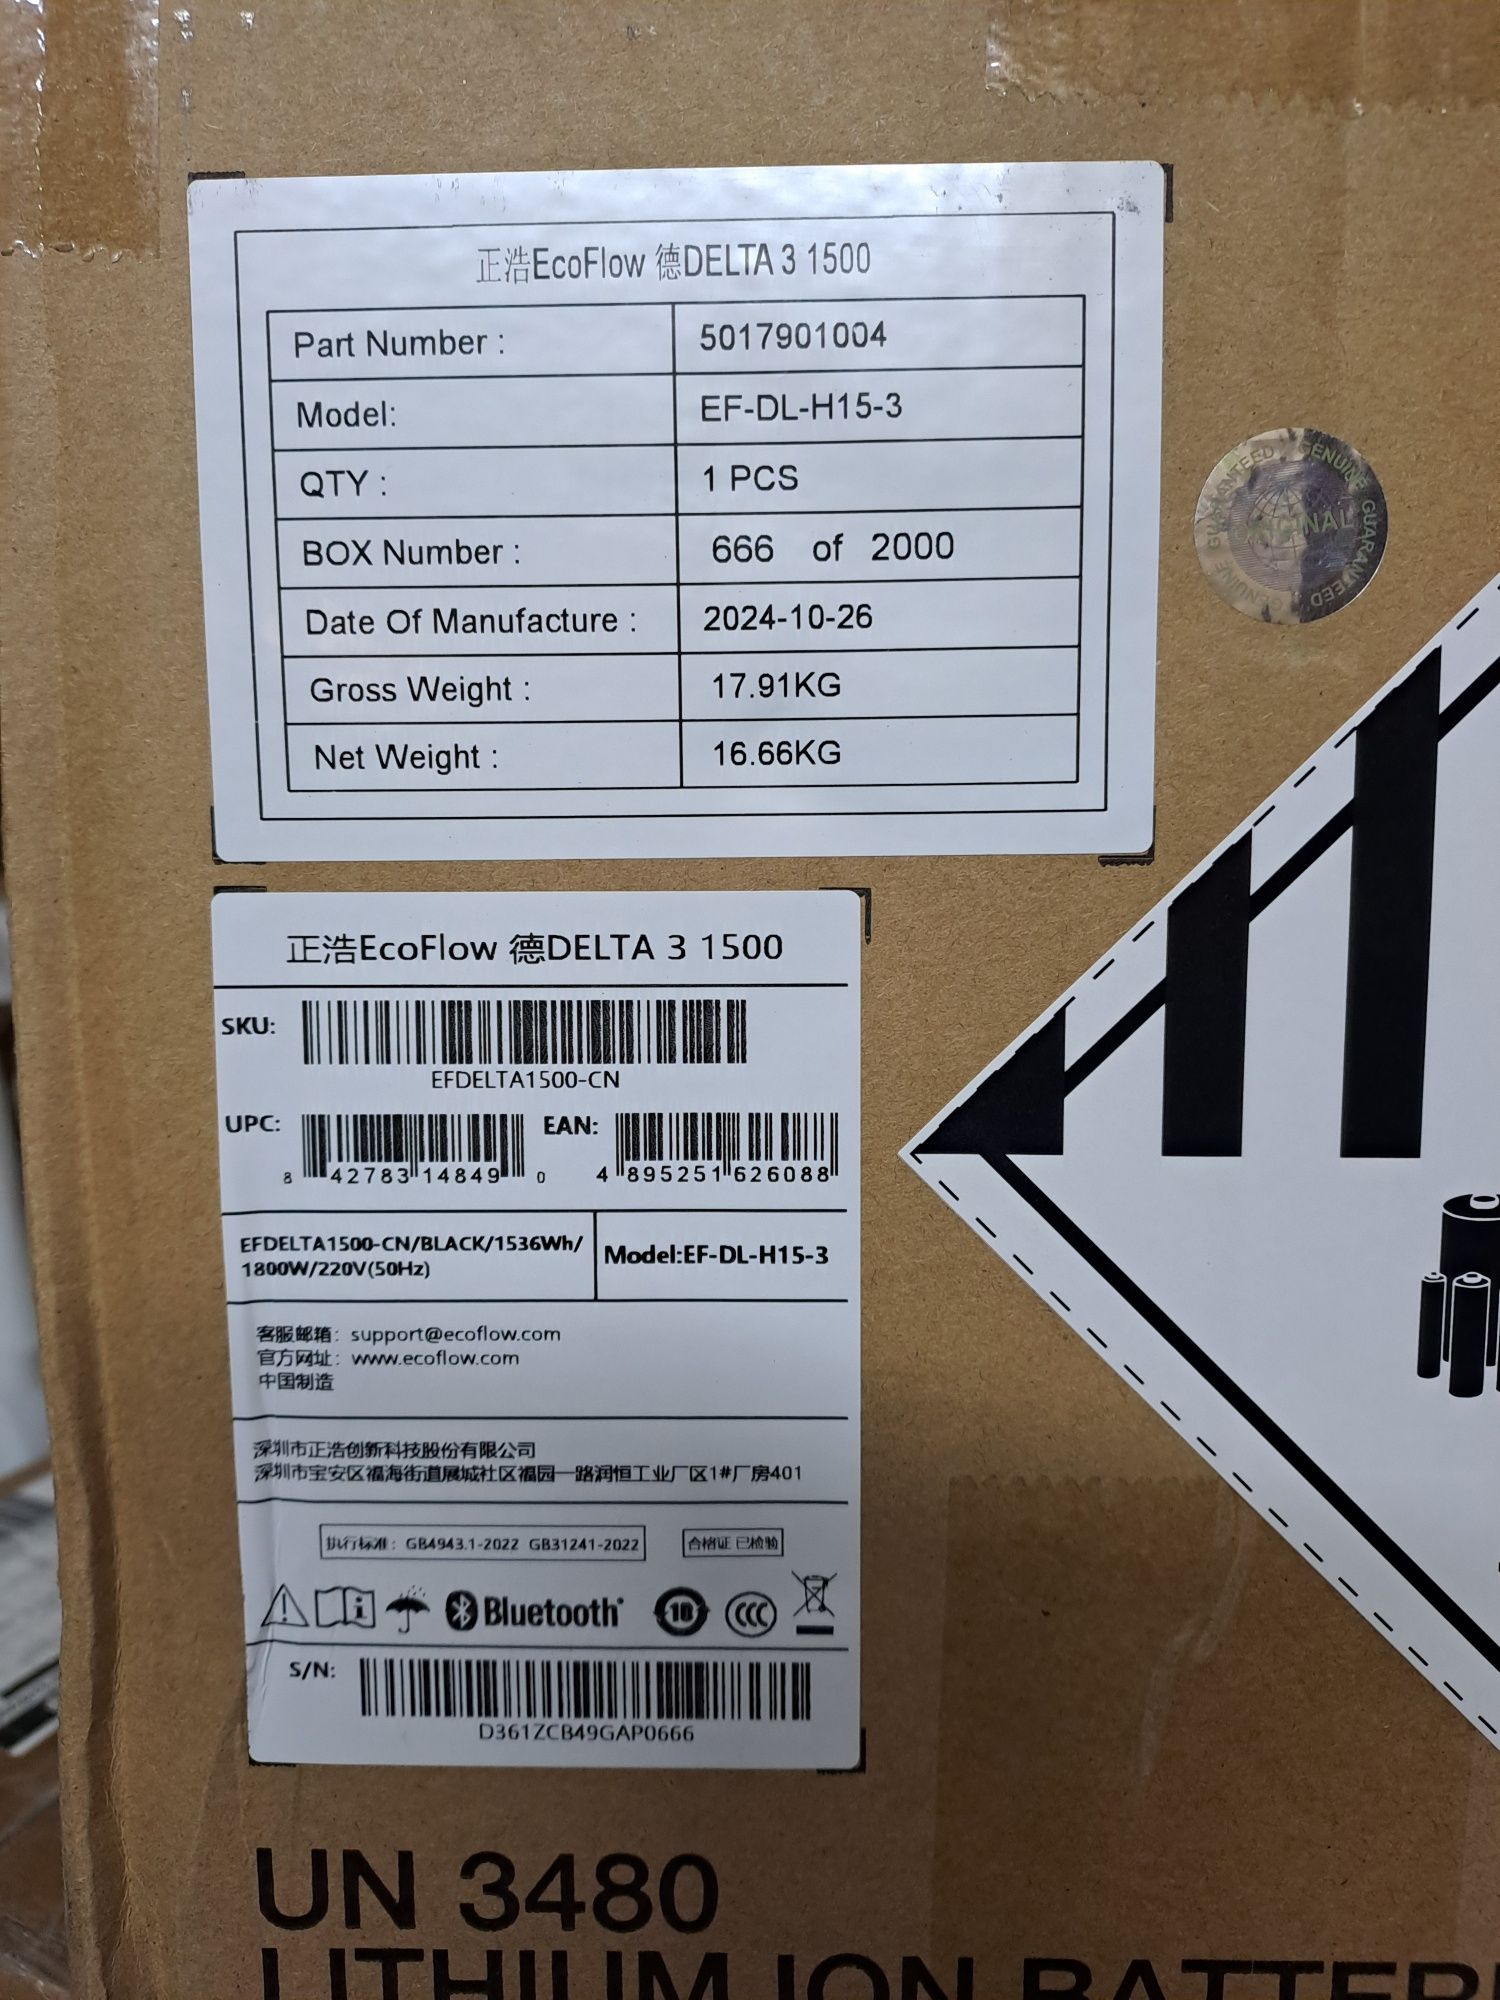 正浩EcoFlow 德DELTA 3 1500
Part Number : 5017901004
Model: EF-DL-H15-3
QTY : 1 PCS
BOX Number : 666 of 2000
Date Of Manufacture : 2024-10-26
Gross Weight : 17.91KG
Net Weight : 16.66KG
GENUINE GUARANTEED GENUINE GUARANTEED
ORIGINAL
正浩EcoFlow 德DELTA 3 1500
SKU:
EFDELTA1500-CN
UPC: EAN:
8 42783 14849 0 4 895251 626088
EFDELTA1500-CN/BLACK/1536Wh/
1800W/220V(50Hz)
Model:EF-DL-H15-3
客服邮箱：support@ecoflow.com
官方网址：www.ecoflow.com
中国制造
深圳市正浩创新科技股份有限公司
深圳市宝安区福海街道展城社区福园一路润恒工业厂区1#厂房401
执行标准：GB4943.1-2022 GB31241-2022 合格证 已检验
Bluetooth 10 CCC
S/N:
D361ZCB49GAP0666
UN 3480
LITHIUM ION BATTER